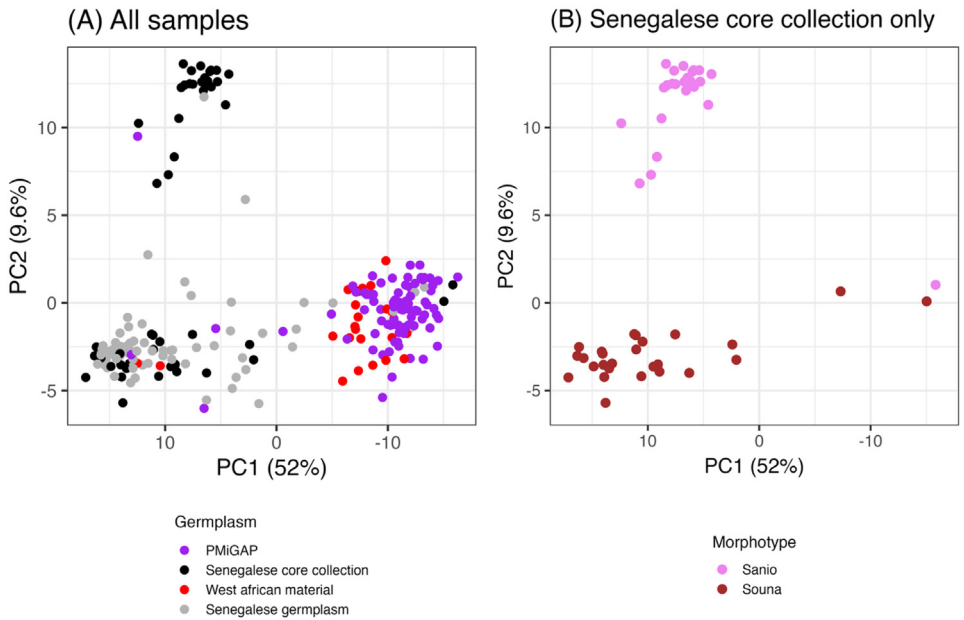 (A) All samples
(B) Senegalese core collection only
PC2 (9.6%)
10
5
0
-5
10
0
-10
PC1 (52%)
PC2 (9.6%)
10
5
0
-5
10
0
-10
PC1 (52%)
Germplasm
PMiGAP
Senegalese core collection
West african material
Senegalese germplasm
Morphotype
Sanio
Souna